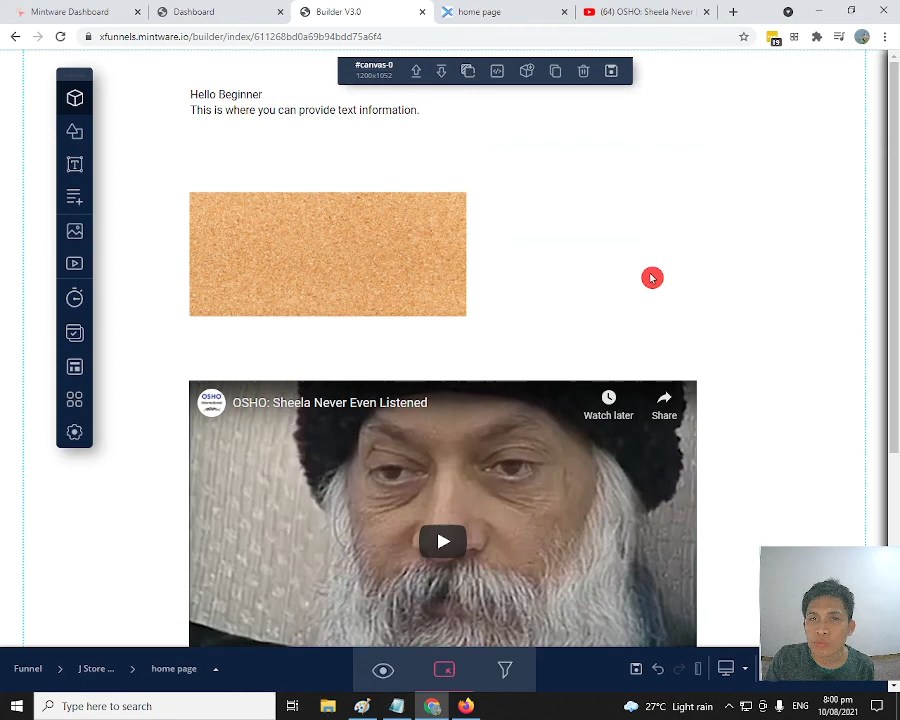 Mintware Dashboard
Dashboard
Builder V3.0
home page
(64) OSHO: Sheela Never
xfunnels.mintware.io/builder/index/611268bd0a69b94bdd75a6f4
19
#canvas-0
1200x1052
Hello Beginner
This is where you can provide text information.
OSHO
OSHO: Sheela Never Even Listened
Watch later
Share
Funnel
J Store ...
home page
Type here to search
27°C Light rain
ENG
8:00 pm
10/08/2021